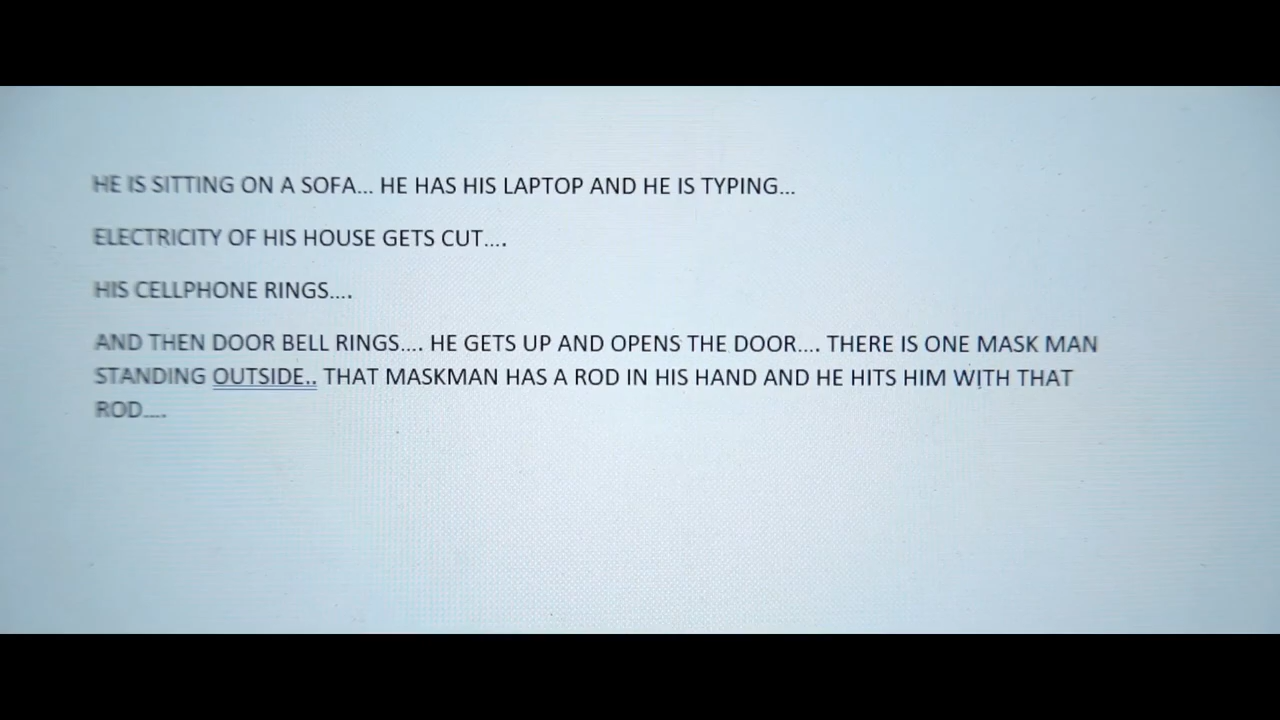 HE IS SITTING ON A SOFA... HE HAS HIS LAPTOP AND HE IS TYPING...
ELECTRICITY OF HIS HOUSE GETS CUT....
HIS CELLPHONE RINGS....
AND THEN DOOR BELL RINGS.... HE GETS UP AND OPENS THE DOOR.... THERE IS ONE MASK MAN
STANDING OUTSIDE.. THAT MASKMAN HAS A ROD IN HIS HAND AND HE HITS HIM WITH THAT
ROD....